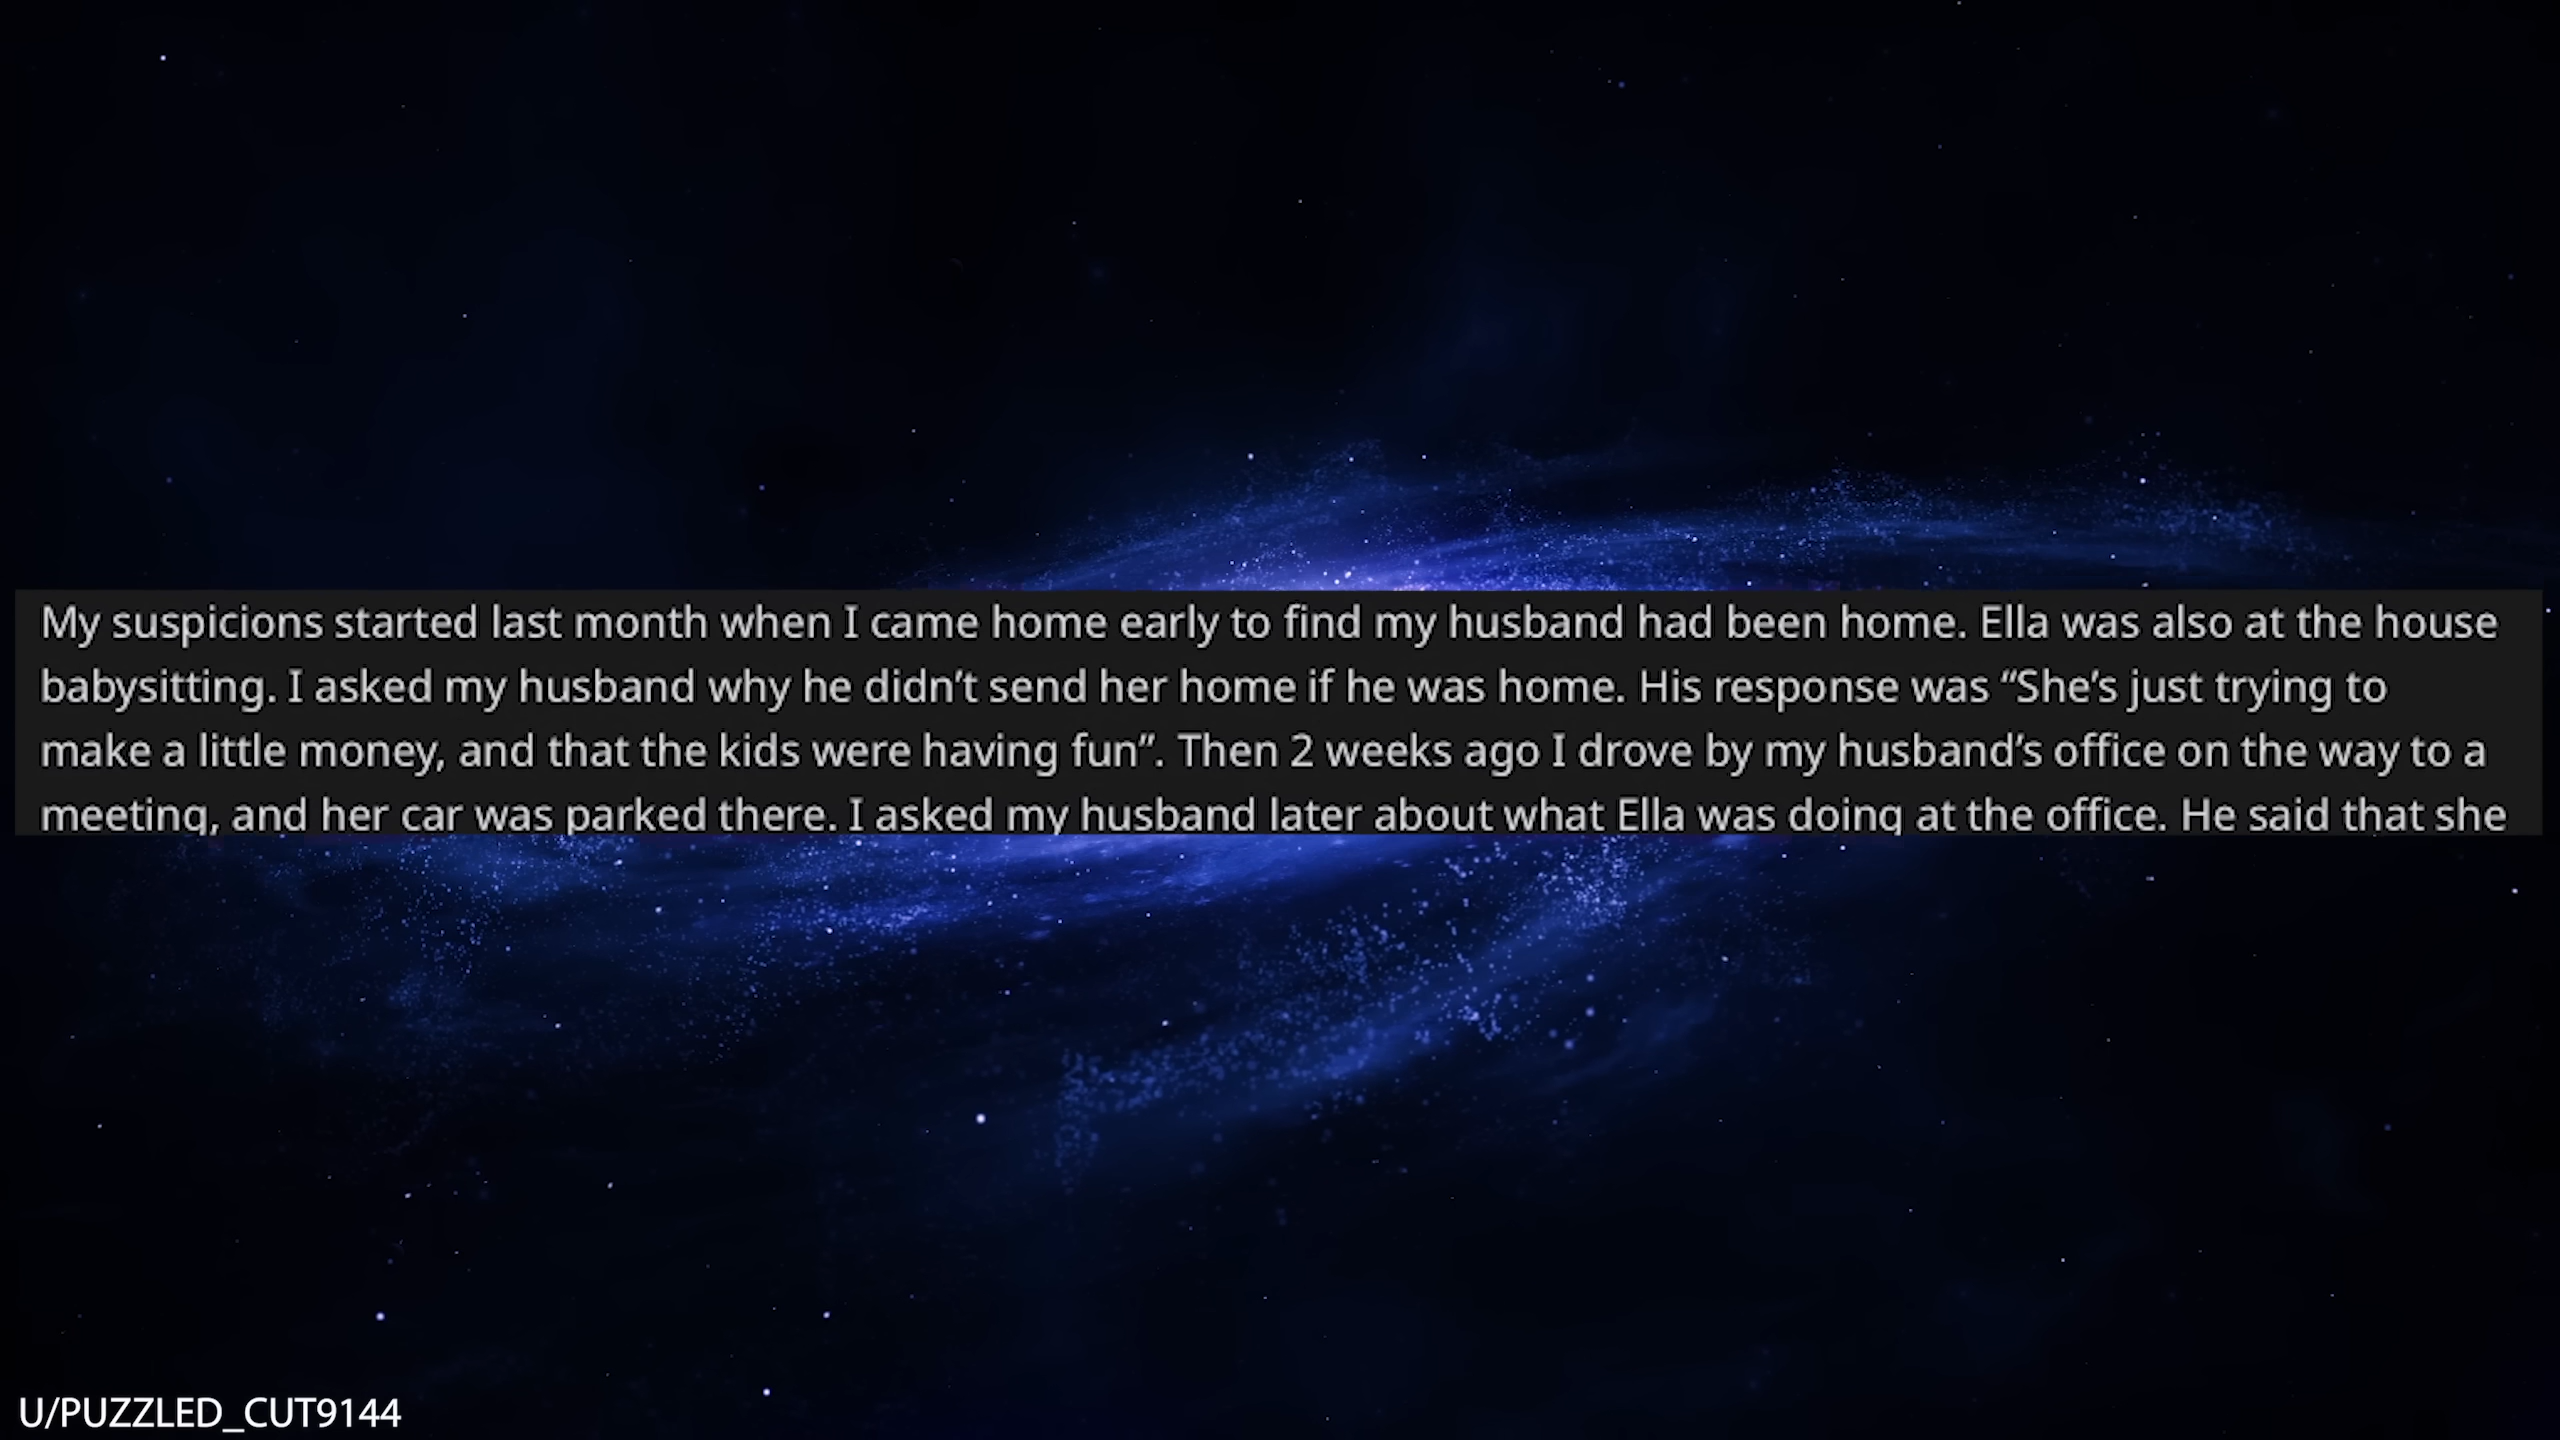 My suspicions started last month when I came home early to find my husband had been home. Ella was also at the house
babysitting. I asked my husband why he didn’t send her home if he was home. His response was “She’s just trying to
make a little money, and that the kids were having fun”. Then 2 weeks ago I drove by my husband’s office on the way to a
meeting, and her car was parked there. I asked my husband later about what Ella was doing at the office. He said that she
U/PUZZLED_CUT9144